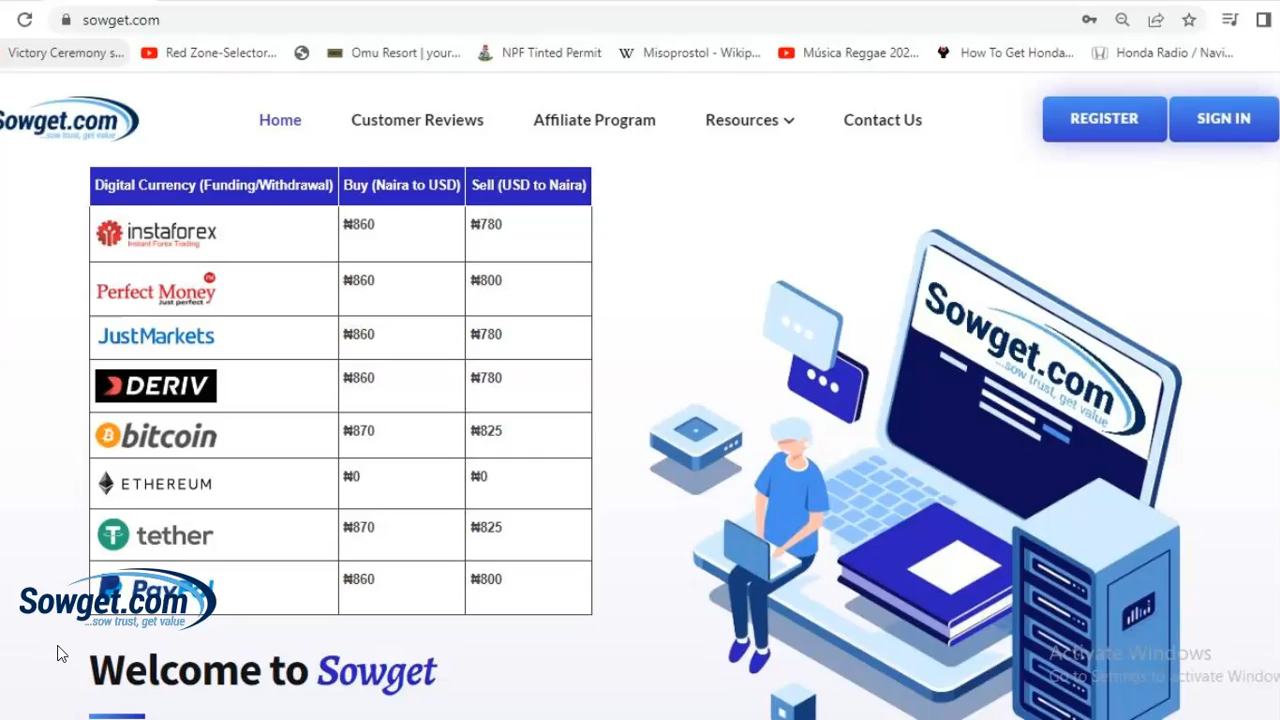 sowget.com
Victory Ceremony s... Red Zone-Selector... Omu Resort | your... NPF Tinted Permit Misoprostol - Wikip... Música Reggae 202... How To Get Honda... Honda Radio / Navi...
Sowget.com
...sow trust, get value
Home Customer Reviews Affiliate Program Resources Contact Us REGISTER SIGN IN
Digital Currency (Funding/Withdrawal) Buy (Naira to USD) Sell (USD to Naira)
instaforex ₦860 ₦780
Instant Forex Trading
Perfect Money ₦860 ₦800
PM
Just perfect
JustMarkets ₦860 ₦780
DERIV ₦860 ₦780
bitcoin ₦870 ₦825
ETHEREUM ₦0 ₦0
tether ₦870 ₦825
PayPal ₦860 ₦800
Sowget.com
...sow trust, get value
Welcome to Sowget
Sowget.com
...sow trust, get value
Activate Windows
Go to Settings to activate Window